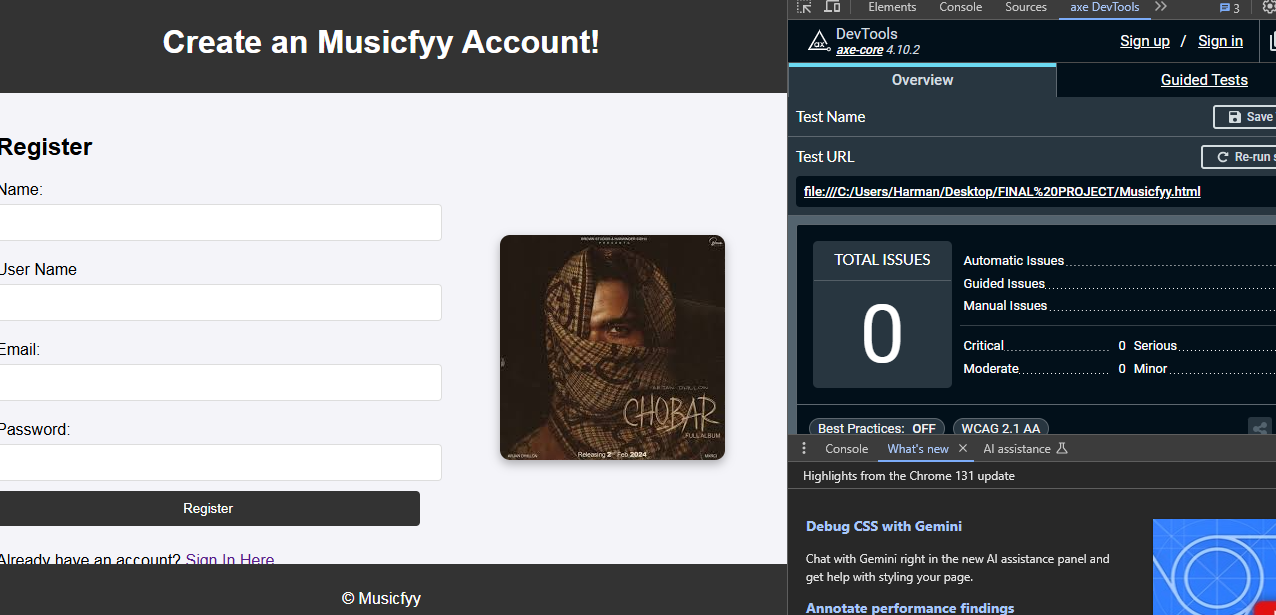 Create an Musicfyy Account!
Register
Name:
User Name
Email:
Password:
Register
Already have an account? Sign In Here
© Musicfyy
CHOBAR
FULL ALBUM
Releasing 2nd Feb 2024
Elements Console Sources axe DevTools 3
DevTools
axe-core 4.10.2
Sign up / Sign in
Overview Guided Tests
Test Name Save
Test URL Re-run s
file:///C:/Users/Harman/Desktop/FINAL%20PROJECT/Musicfyy.html
TOTAL ISSUES
0
Automatic Issues
Guided Issues
Manual Issues
Critical 0 Serious
Moderate 0 Minor
Best Practices: OFF WCAG 2.1 AA
Console What's new AI assistance
Highlights from the Chrome 131 update
Debug CSS with Gemini
Chat with Gemini right in the new AI assistance panel and
get help with styling your page.
Annotate performance findings